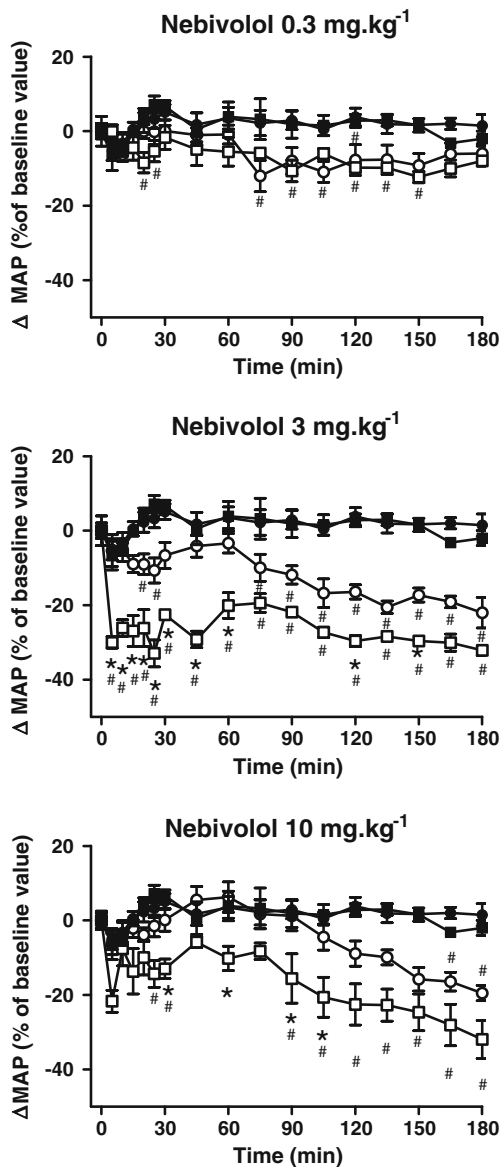 Nebivolol 0.3 mg.kg-1
Δ MAP (%of baseline value)
20
0
-20
-40
#
# #
# # # # # #
0 30 60 90 120 150 180
Time (min)
Nebivolol 3 mg.kg-1
Δ MAP (% of baseline value)
20
0
-20
-40
# #
# # # # # # # #
* * * * * * * * *
# # # # # # # # # # # # # # # #
0 30 60 90 120 150 180
Time (min)
Nebivolol 10 mg.kg-1
ΔMAP (% of baseline value)
20
0
-20
-40
# #
* * * *
# # # # # # # # #
0 30 60 90 120 150 180
Time (min)